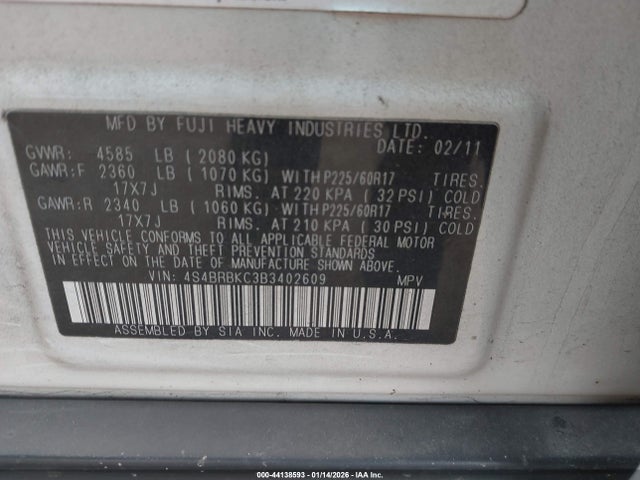 MFD BY FUJI HEAVY INDUSTRIES LTD.
DATE: 02/11
GVWR: 4585 LB (2080 KG)
GAWR:F 2360 LB (1070 KG) WITH P225/60R17 TIRES.
17X7J RIMS. AT 220 KPA (32 PSI) COLD
GAWR:R 2340 LB (1060 KG) WITH P225/60R17 TIRES.
17X7J RIMS. AT 210 KPA (30 PSI) COLD
THIS VEHICLE CONFORMS TO ALL APPLICABLE FEDERAL MOTOR
VEHICLE SAFETY AND THEFT PREVENTION STANDARDS
IN EFFECT ON THE DATE OF MANUFACTURE SHOWN ABOVE.
VIN: 4S4BRBKC3B3402609 MPV
ASSEMBLED BY SIA INC. MADE IN U.S.A.
000-44138593 - 01/14/2026 - IAA Inc.